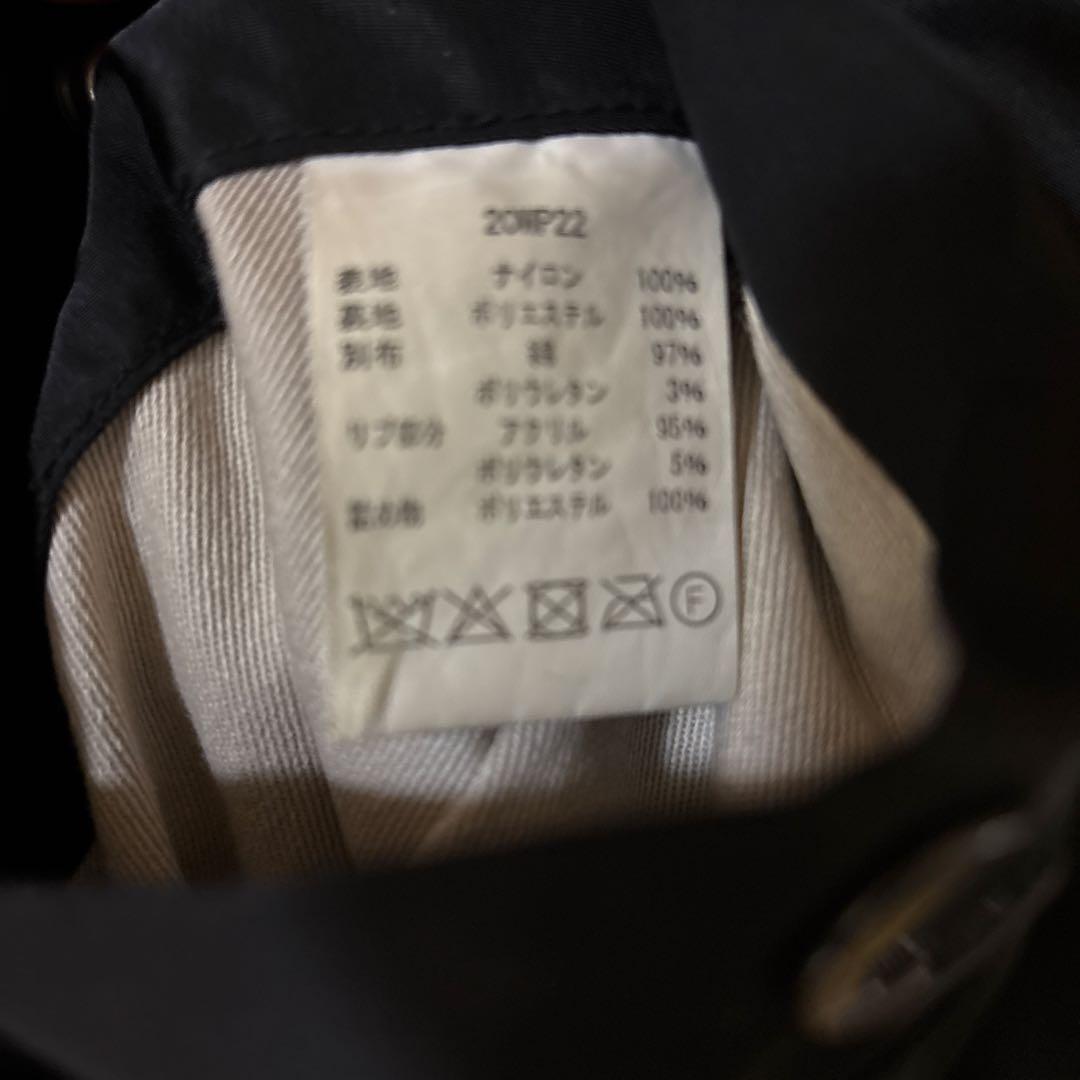 20WP22
表地 ナイロン 100%
裏地 ポリエステル 100%
別布 綿 97%
ポリウレタン 3%
リブ部分 アクリル 95%
ポリウレタン 5%
詰め物 ポリエステル 100%
F